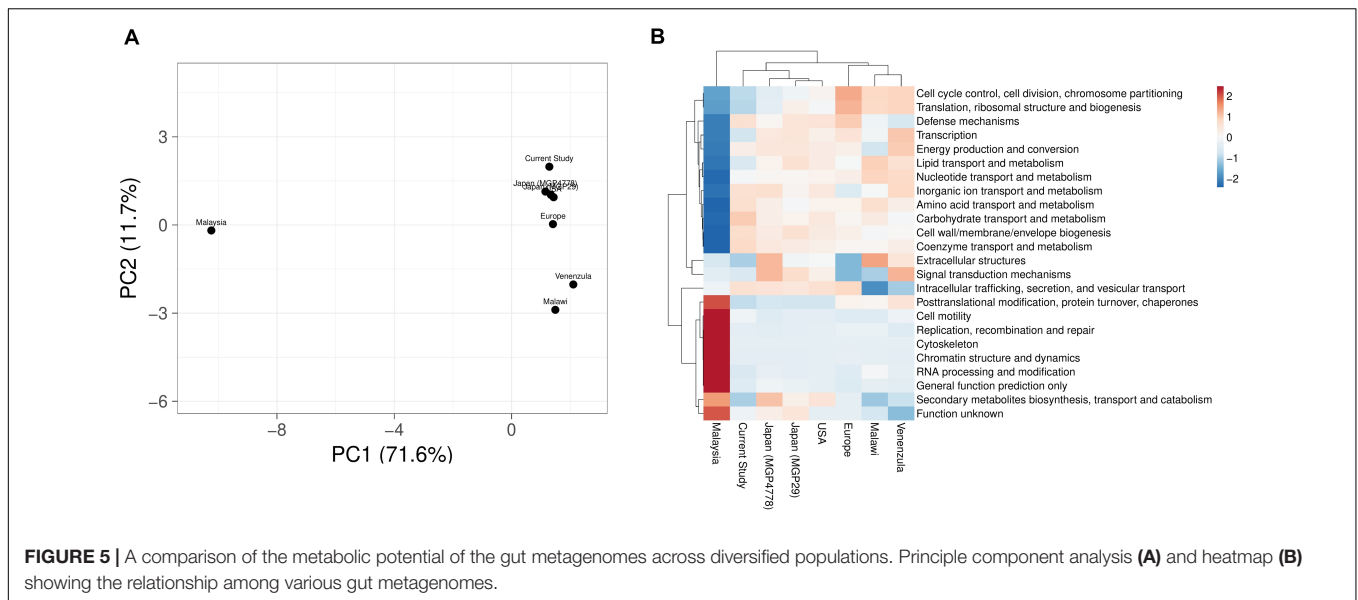 A
PC2 (11.7%)
3
0
−3
−6
Current Study
Japan (MGP4778)
Japan (MGP29)
USA
Europe
Malaysia
Venenzula
Malawi
−8
−4
0
PC1 (71.6%)
B
Cell cycle control, cell division, chromosome partitioning
Translation, ribosomal structure and biogenesis
Defense mechanisms
Transcription
Energy production and conversion
Lipid transport and metabolism
Nucleotide transport and metabolism
Inorganic ion transport and metabolism
Amino acid transport and metabolism
Carbohydrate transport and metabolism
Cell wall/membrane/envelope biogenesis
Coenzyme transport and metabolism
Extracellular structures
Signal transduction mechanisms
Intracellular trafficking, secretion, and vesicular transport
Posttranslational modification, protein turnover, chaperones
Cell motility
Replication, recombination and repair
Cytoskeleton
Chromatin structure and dynamics
RNA processing and modification
General function prediction only
Secondary metabolites biosynthesis, transport and catabolism
Function unknown
Malaysia
Current Study
Japan (MGP4778)
Japan (MGP29)
USA
Europe
Malawi
Venenzula
2
1
0
−1
−2
FIGURE 5 | A comparison of the metabolic potential of the gut metagenomes across diversified populations. Principle component analysis (A) and heatmap (B)
showing the relationship among various gut metagenomes.